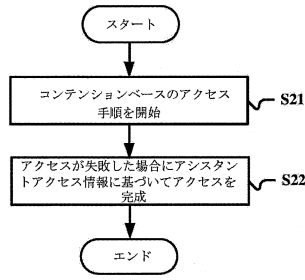 スタート
コンテンションベースのアクセス
手順を開始
S21
アクセスが失敗した場合にアシスタン
トアクセス情報に基づいてアクセスを
完成
S22
エンド